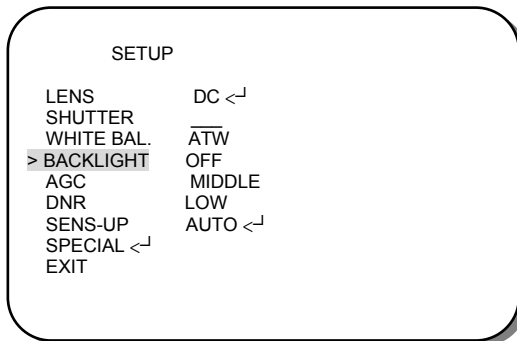 SETUP
LENS DC <┘
SHUTTER ___
WHITE BAL. ATW
> BACKLIGHT OFF
AGC MIDDLE
DNR LOW
SENS-UP AUTO <┘
SPECIAL <┘
EXIT